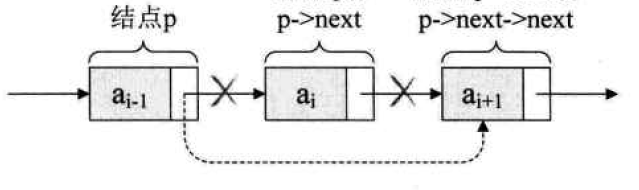 结点p
p->next
p->next->next
aᵢ₋₁
aᵢ
aᵢ₊₁